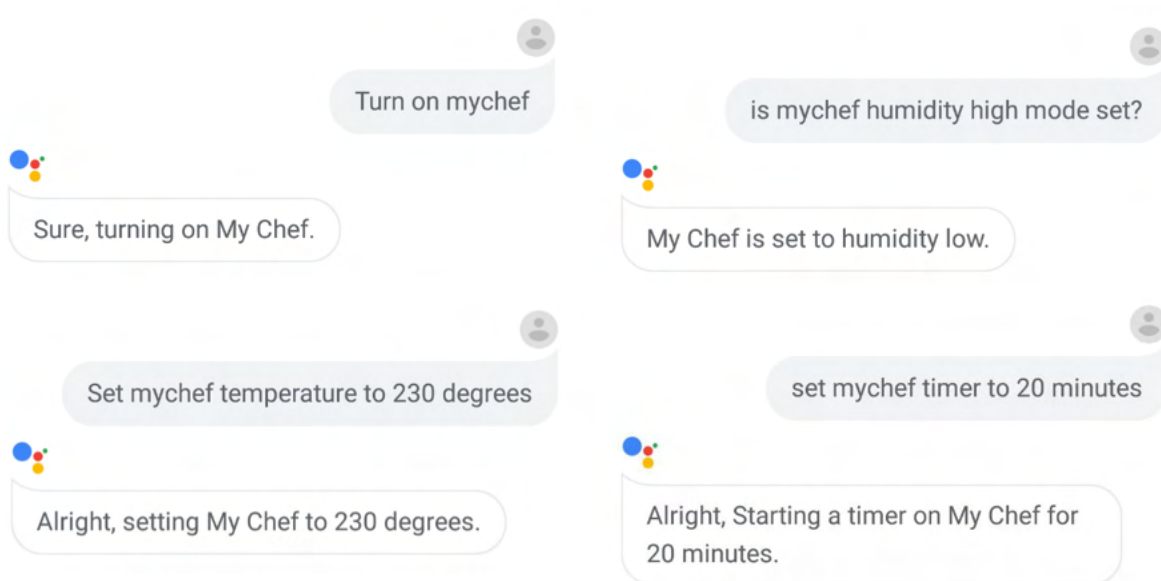 Turn on mychef
Sure, turning on My Chef.
Set mychef temperature to 230 degrees
Alright, setting My Chef to 230 degrees.
is mychef humidity high mode set?
My Chef is set to humidity low.
set mychef timer to 20 minutes
Alright, Starting a timer on My Chef for
20 minutes.